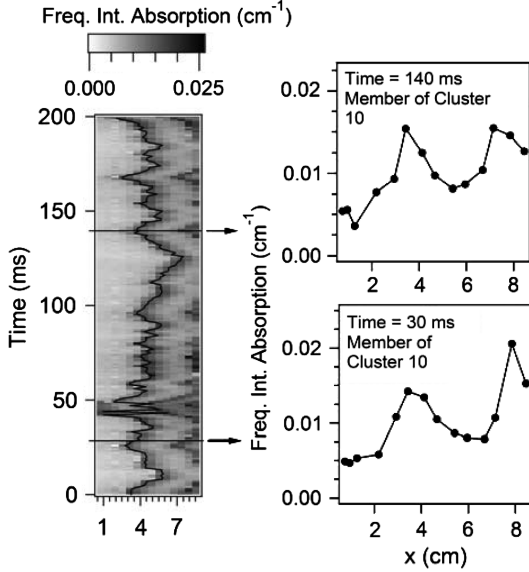 Freq. Int. Absorption (cm⁻¹)
0.000 0.025
200
150
100
50
0
Time (ms)
1 4 7
Freq. Int. Absorption (cm⁻¹)
Time = 140 ms
Member of Cluster
10
0.02
0.01
0.00
2 4 6 8
Time = 30 ms
Member of
Cluster 10
0.02
0.01
0.00
2 4 6 8
x (cm)